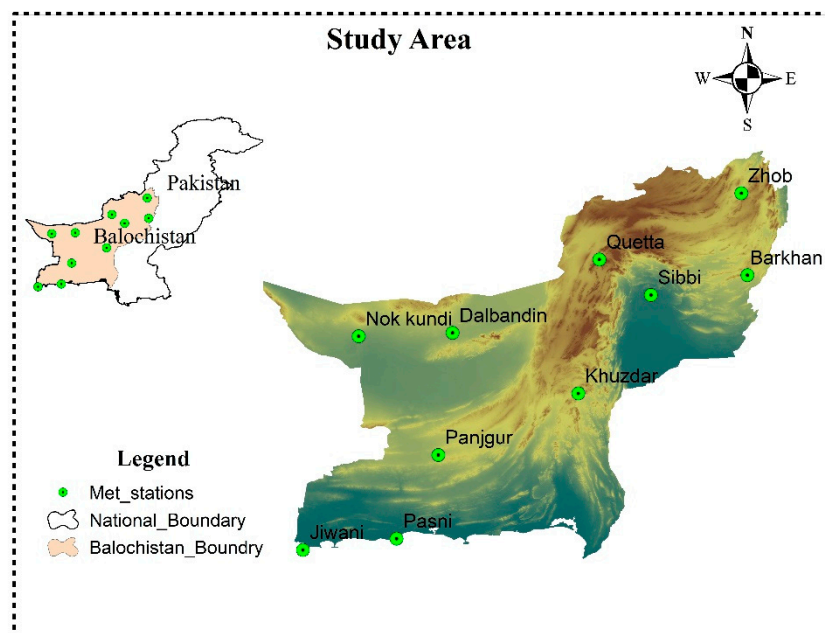 Study Area
N
W
E
S
Pakistan
Balochistan
Zhob
Quetta
Barkhan
Sibbi
Nok kundi
Dalbandin
Khuzdar
Panjgur
Pasni
Jiwani
Legend
Met_stations
National_Boundary
Balochistan_Boundry